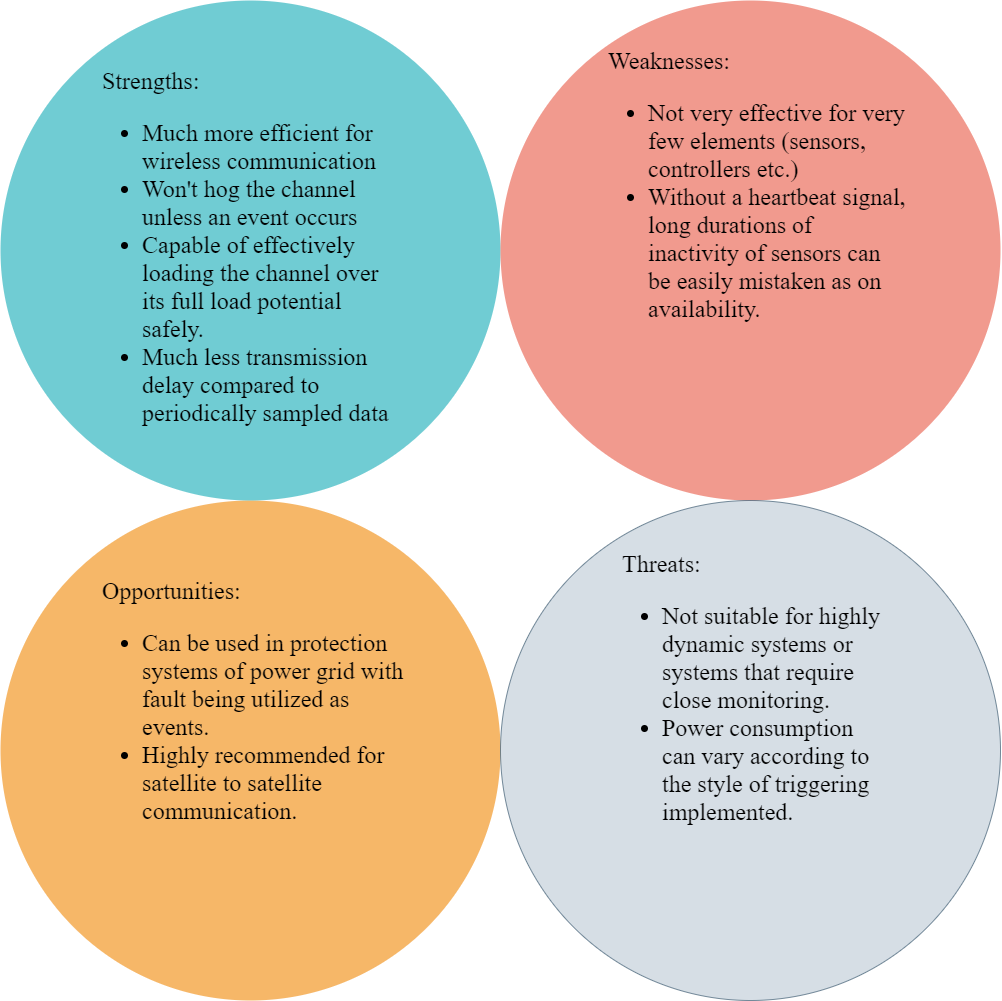 Strengths:
Much more efficient for
wireless communication
Won't hog the channel
unless an event occurs
Capable of effectively
loading the channel over
its full load potential
safely.
Much less transmission
delay compared to
periodically sampled data
Weaknesses:
Not very effective for very
few elements (sensors,
controllers etc.)
Without a heartbeat signal,
long durations of
inactivity of sensors can
be easily mistaken as on
availability.
Opportunities:
Can be used in protection
systems of power grid with
fault being utilized as
events.
Highly recommended for
satellite to satellite
communication.
Threats:
Not suitable for highly
dynamic systems or
systems that require
close monitoring.
Power consumption
can vary according to
the style of triggering
implemented.